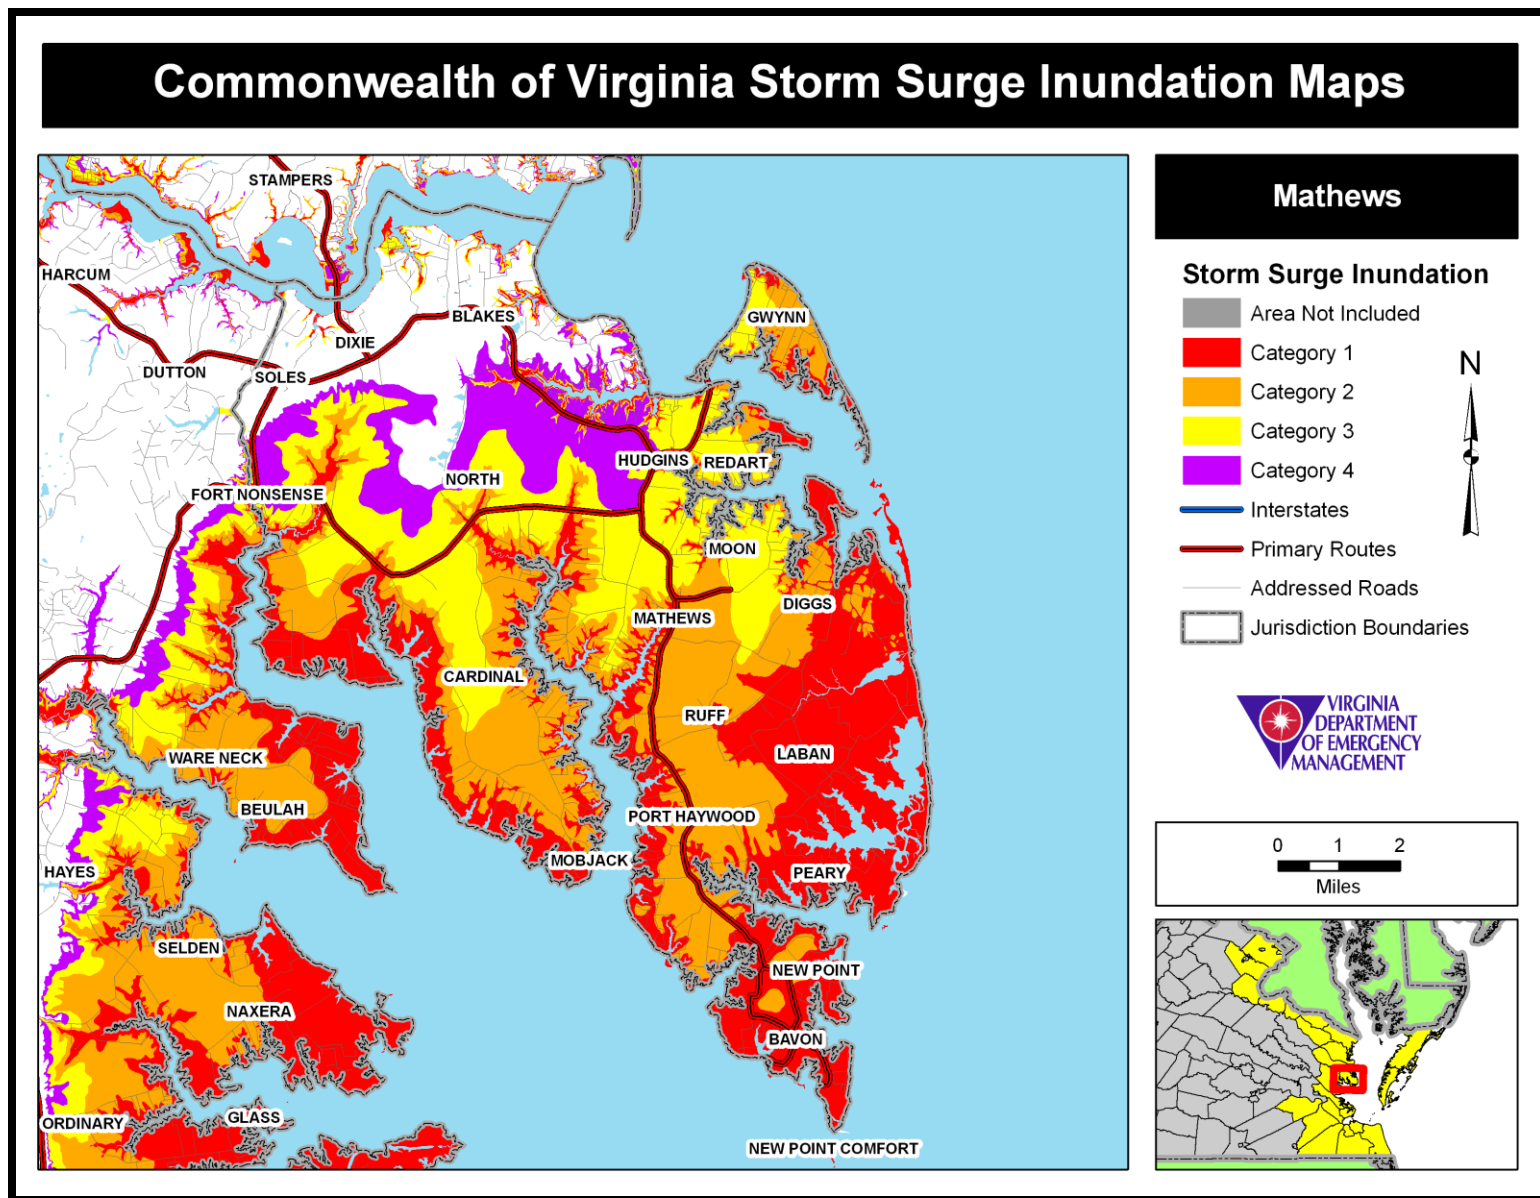 Commonwealth of Virginia Storm Surge Inundation Maps
Mathews
Storm Surge Inundation
Area Not Included
Category 1
Category 2
Category 3
Category 4
Interstates
Primary Routes
Addressed Roads
Jurisdiction Boundaries
N
VIRGINIA
DEPARTMENT
OF EMERGENCY
MANAGEMENT
0 1 2
Miles
STAMPERS
HARCUM
GWYNN
BLAKES
DIXIE
DUTTON
SOLES
HUDGINS
REDART
NORTH
FORT NONSENSE
MOON
DIGGS
MATHEWS
CARDINAL
RUFF
LABAN
WARE NECK
BEULAH
PORT HAYWOOD
MOBJACK
HAYES
PEARY
SELDEN
NEW POINT
NAXERA
BAVON
GLASS
ORDINARY
NEW POINT COMFORT